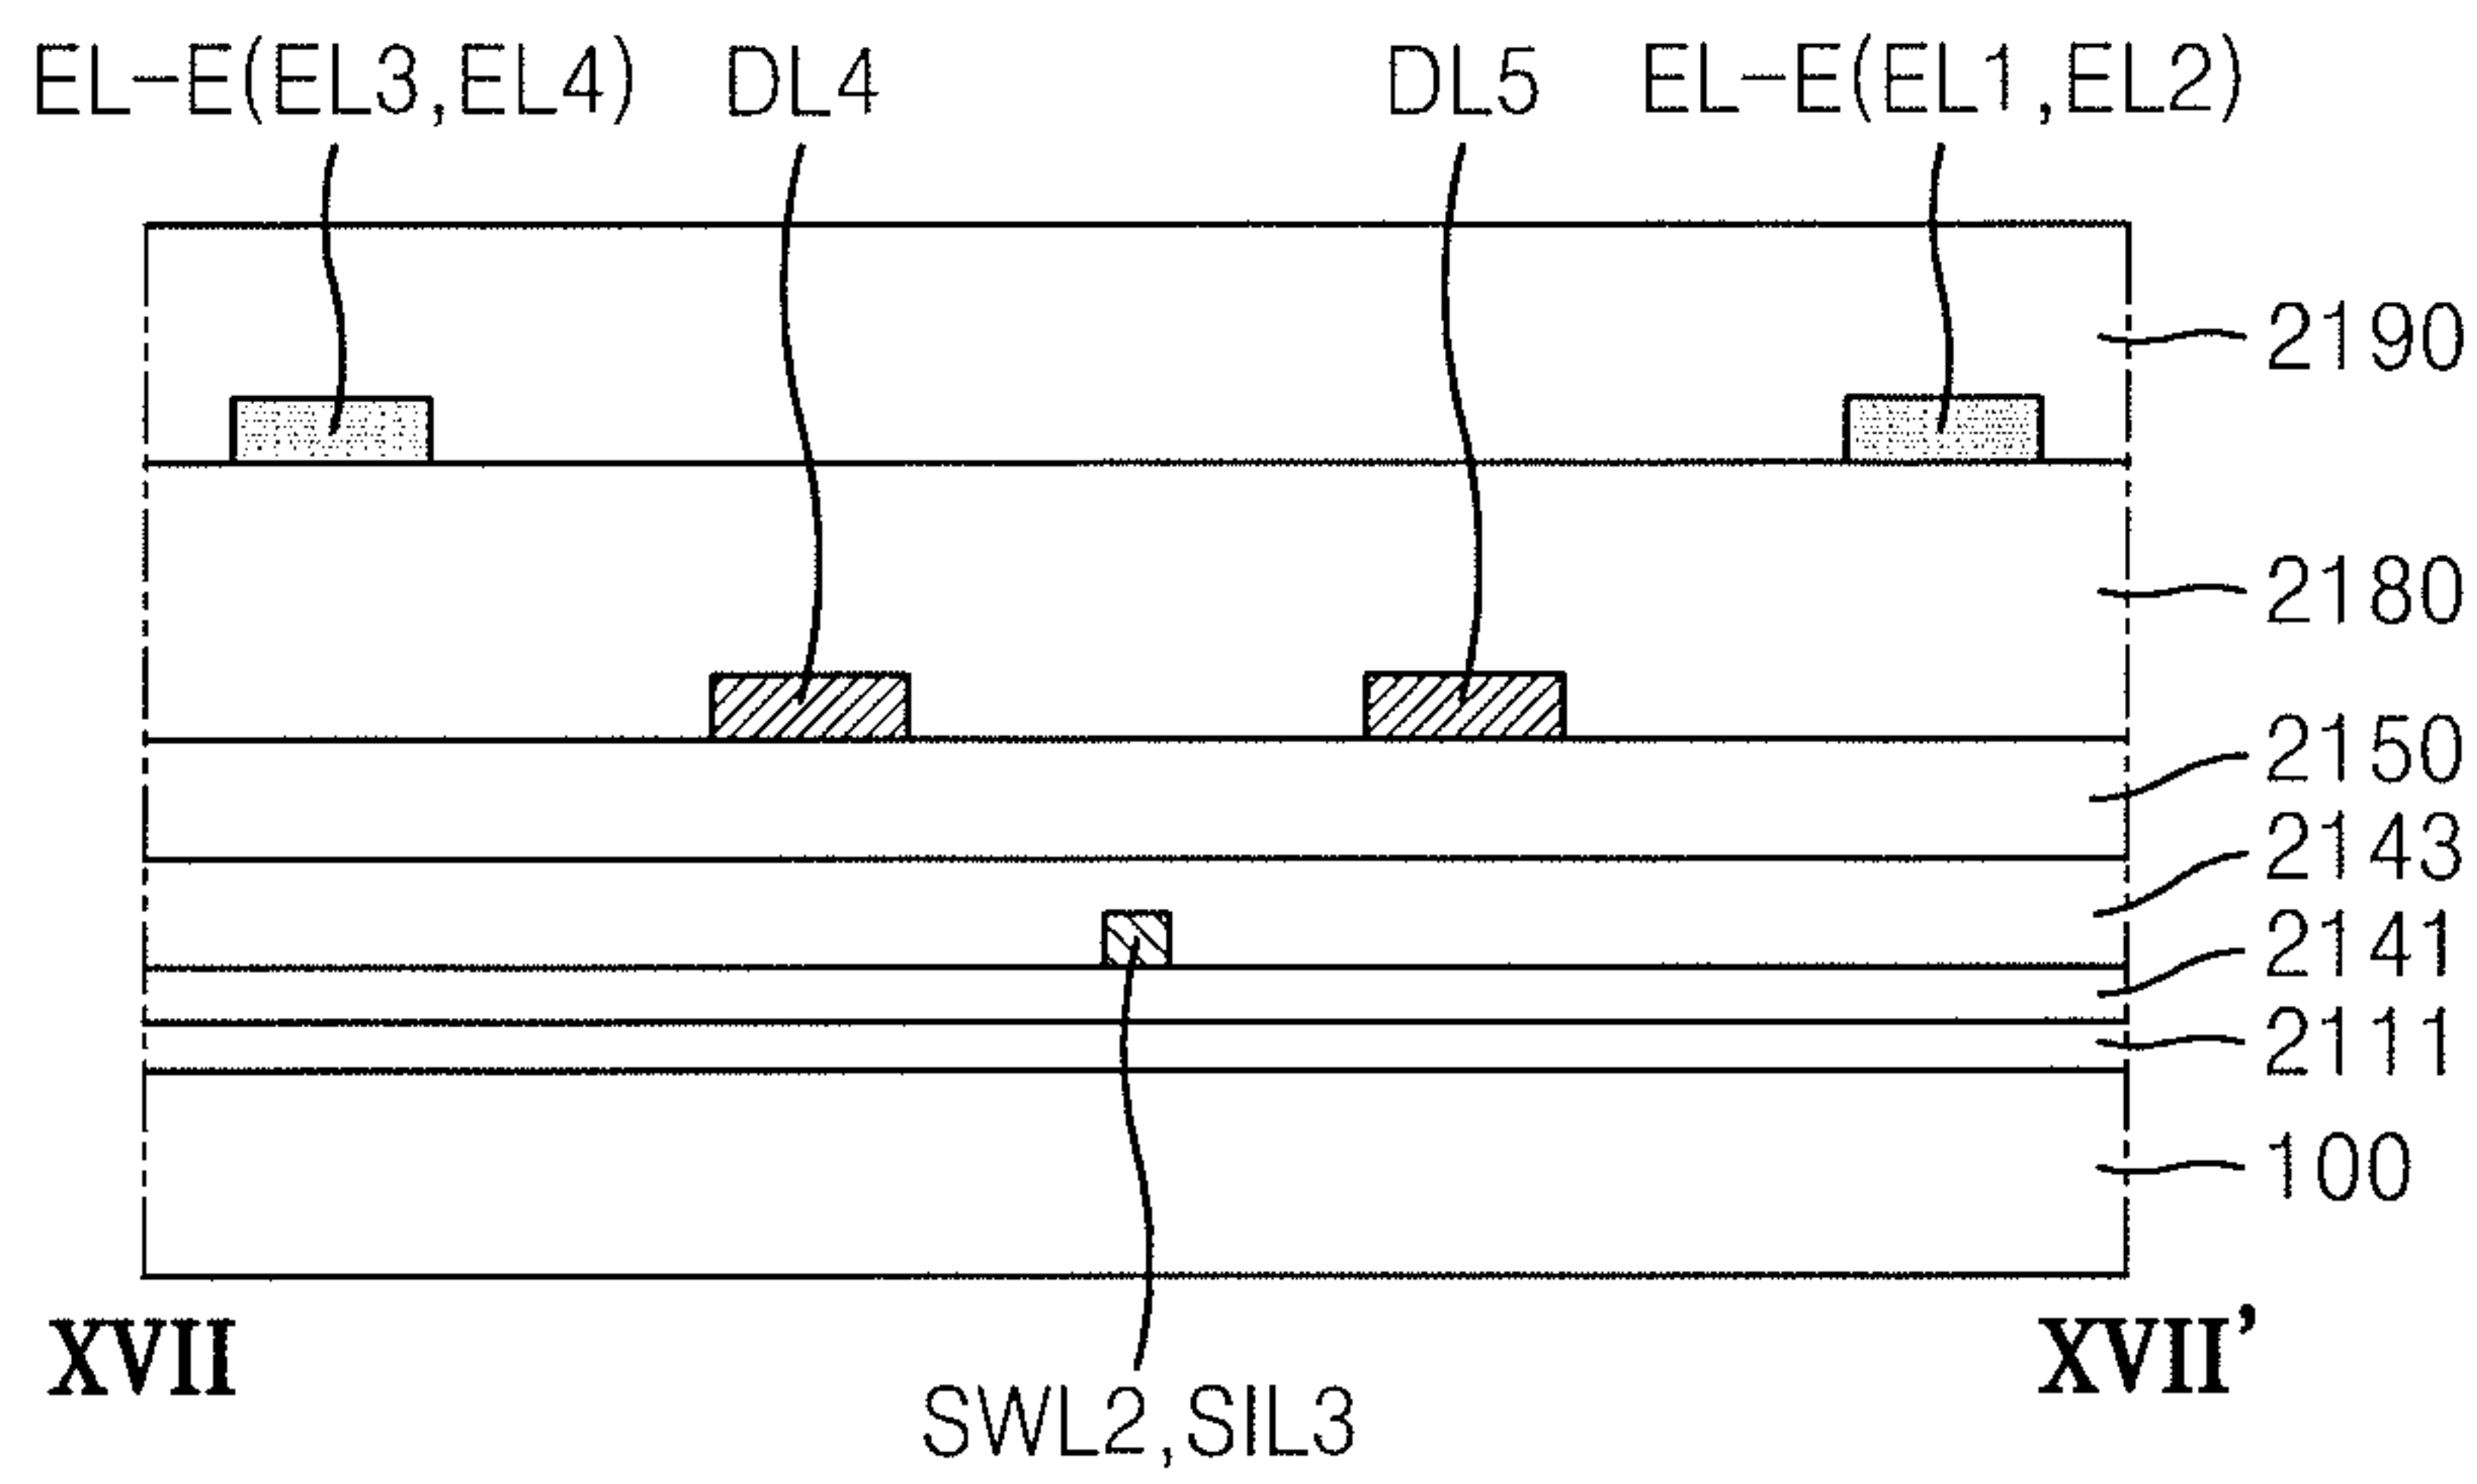 EL-E(EL3,EL4) DL4 DL5 EL-E(EL1,EL2)
2190
2180
2150
2143
2141
2111
100
XVII XVII'
SWL2,SIL3